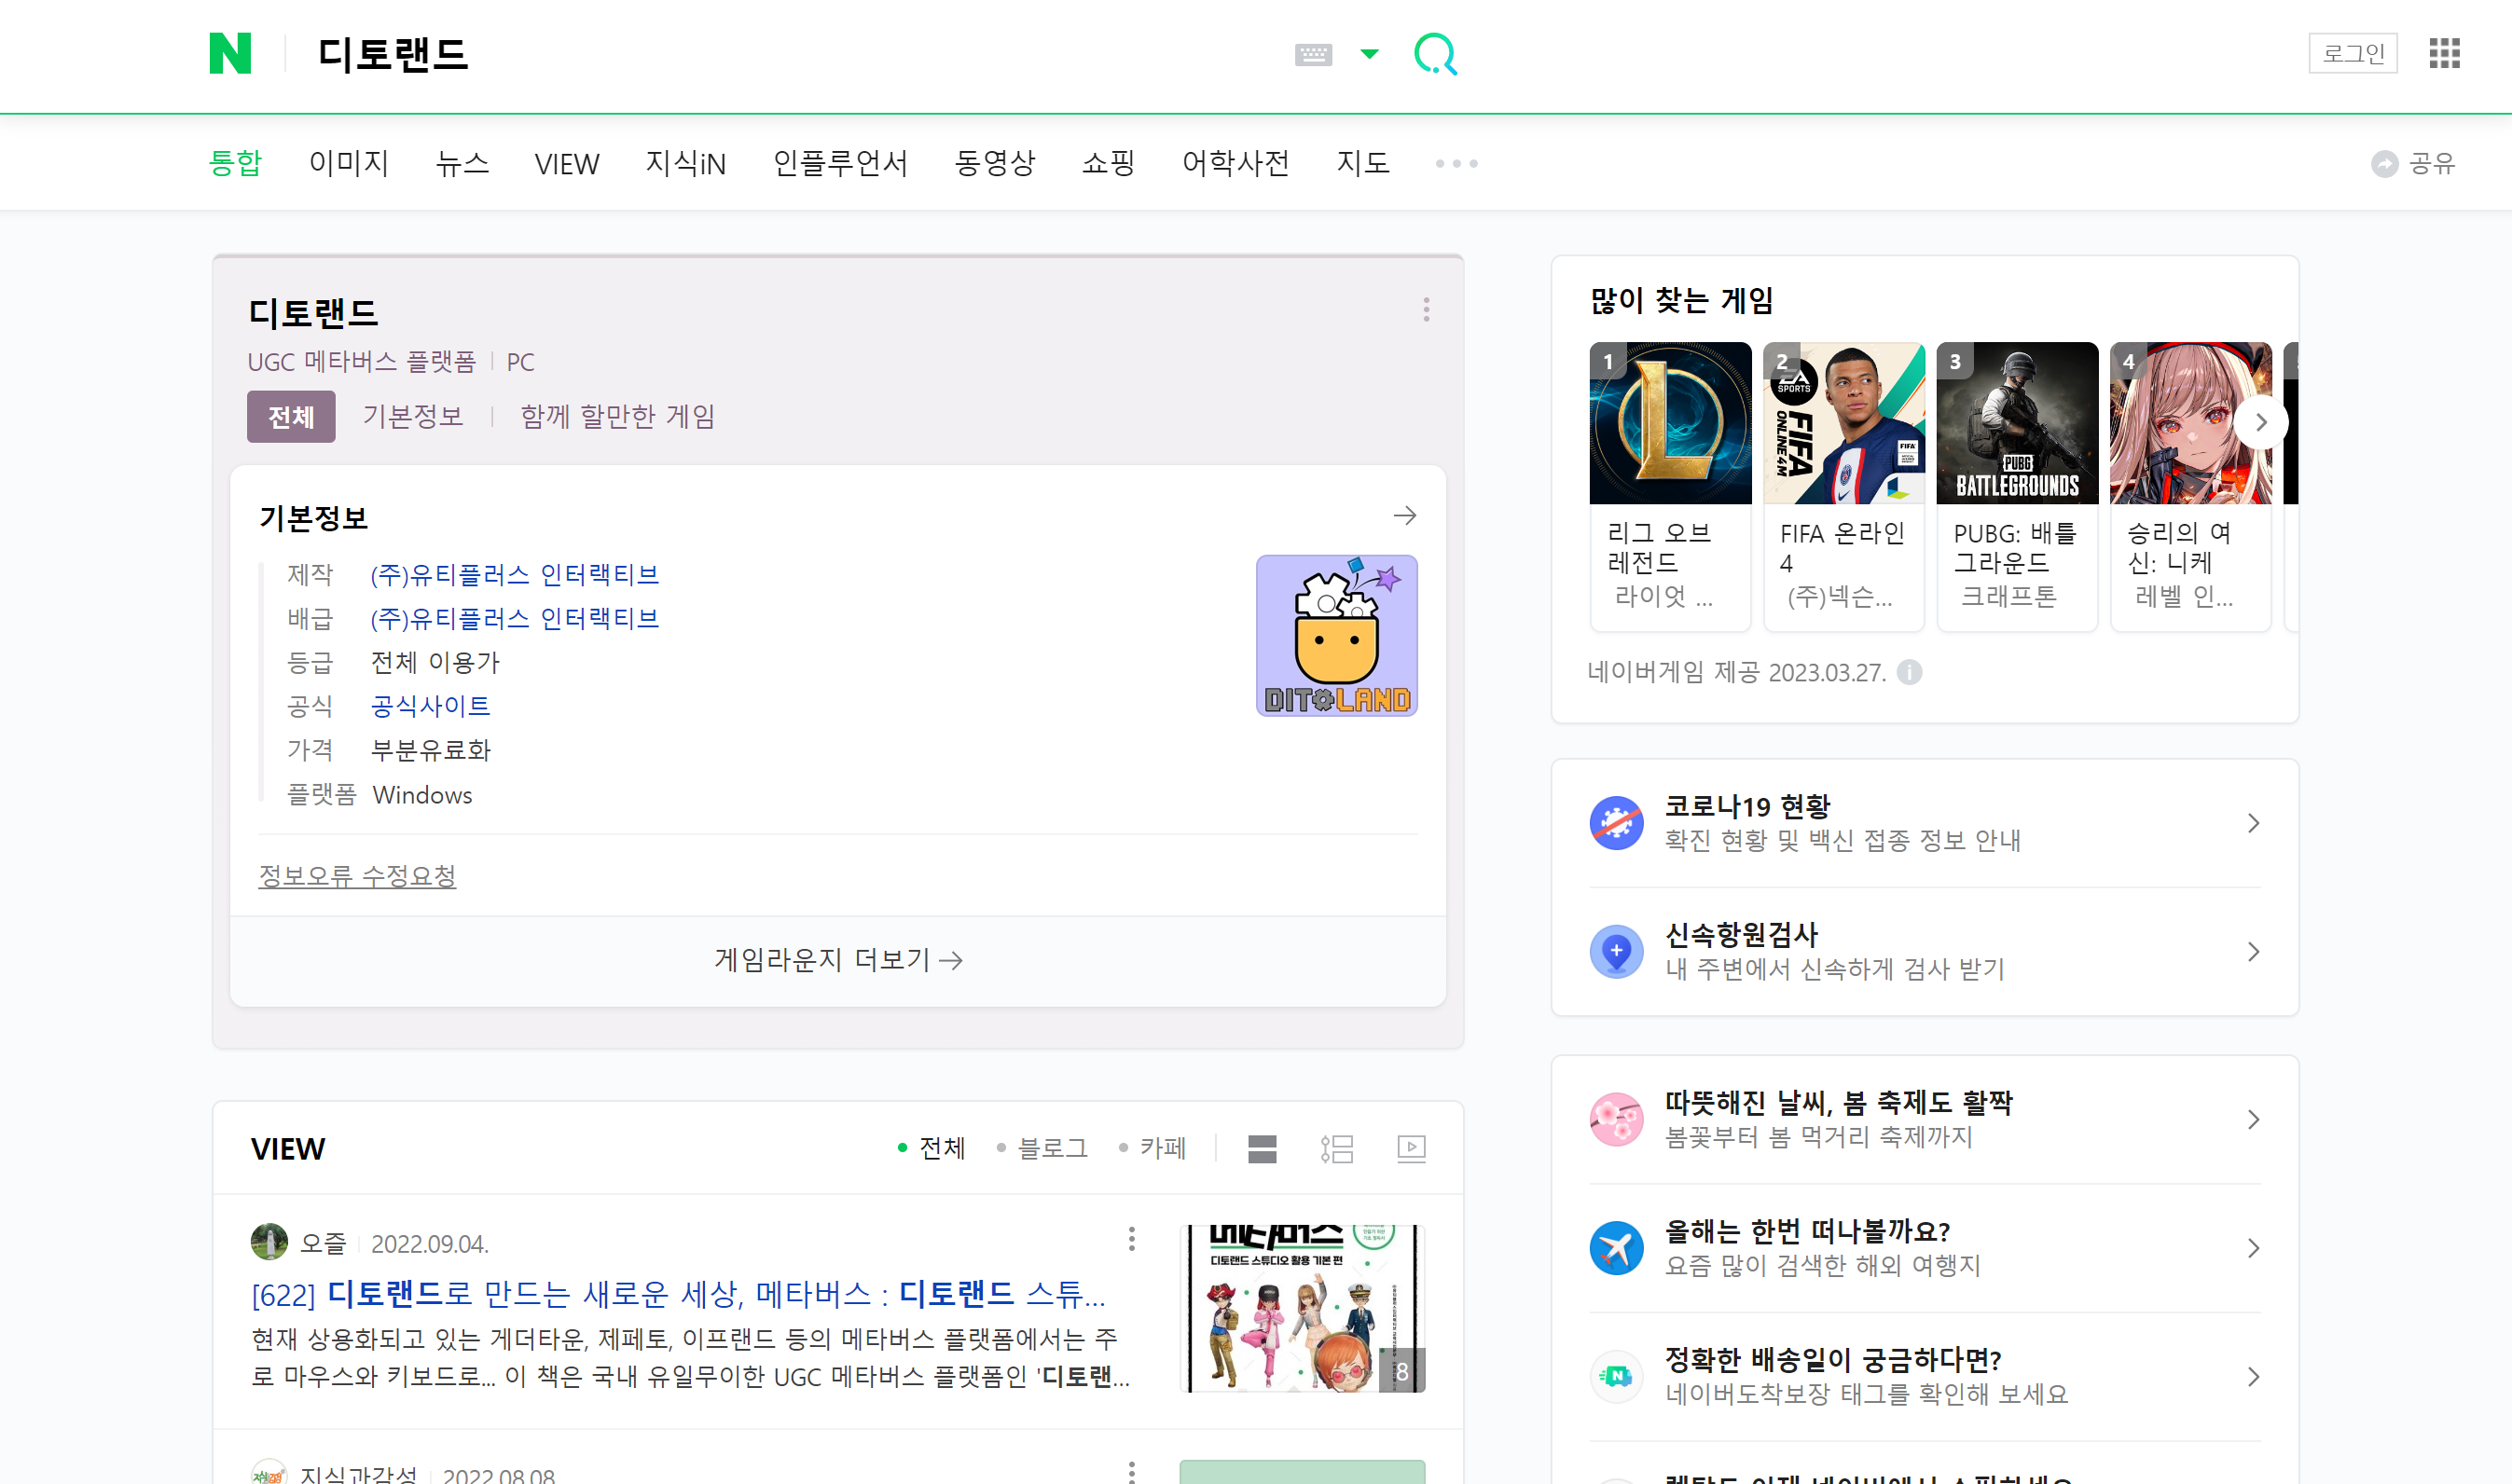 N 디토랜드
로그인
통합 이미지 뉴스 VIEW 지식iN 인플루언서 동영상 쇼핑 어학사전 지도
공유
디토랜드
UGC 메타버스 플랫폼 PC
전체 기본정보 함께 할만한 게임
기본정보
제작 (주)유티플러스 인터랙티브
배급 (주)유티플러스 인터랙티브
등급 전체 이용가
공식 공식사이트
가격 부분유료화
플랫폼 Windows
DITOLAND
정보오류 수정요청
게임라운지 더보기
VIEW
전체 블로그 카페
오즐 2022.09.04.
[622] 디토랜드로 만드는 새로운 세상, 메타버스 : 디토랜드 스튜...
현재 상용화되고 있는 게더타운, 제페토, 이프랜드 등의 메타버스 플랫폼에서는 주
로 마우스와 키보드로... 이 책은 국내 유일무이한 UGC 메타버스 플랫폼인 '디토랜...
메타버스
디토랜드 스튜디오 활용 기본 편
8
지식과감성 2022.08.08
많이 찾는 게임
1 2 3 4
EA SPORTS
FIFA ONLINE 4M
PUBG
BATTLEGROUNDS
리그 오브
레전드
라이엇 ...
FIFA 온라인
4
(주)넥슨...
PUBG: 배틀
그라운드
크래프톤
승리의 여
신: 니케
레벨 인...
네이버게임 제공 2023.03.27.
코로나19 현황
확진 현황 및 백신 접종 정보 안내
신속항원검사
내 주변에서 신속하게 검사 받기
따뜻해진 날씨, 봄 축제도 활짝
봄꽃부터 봄 먹거리 축제까지
올해는 한번 떠나볼까요?
요즘 많이 검색한 해외 여행지
정확한 배송일이 궁금하다면?
네이버도착보장 태그를 확인해 보세요